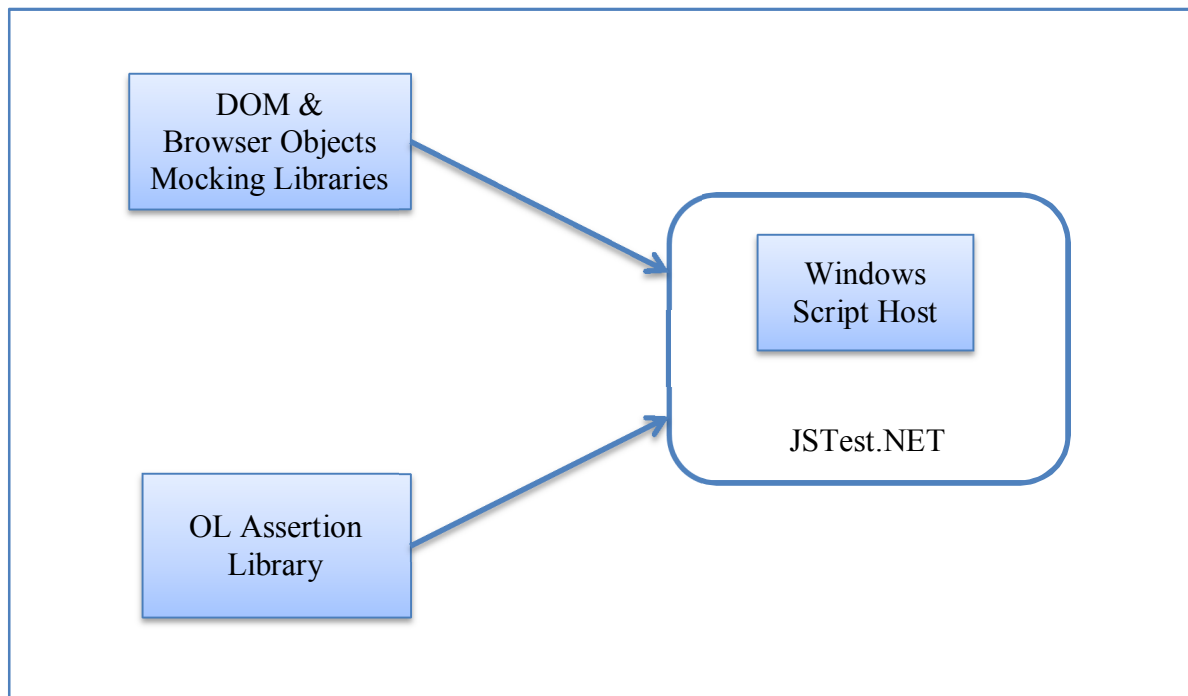 DOM &
Browser Objects
Mocking Libraries
Windows
Script Host
JSTest.NET
OL Assertion
Library